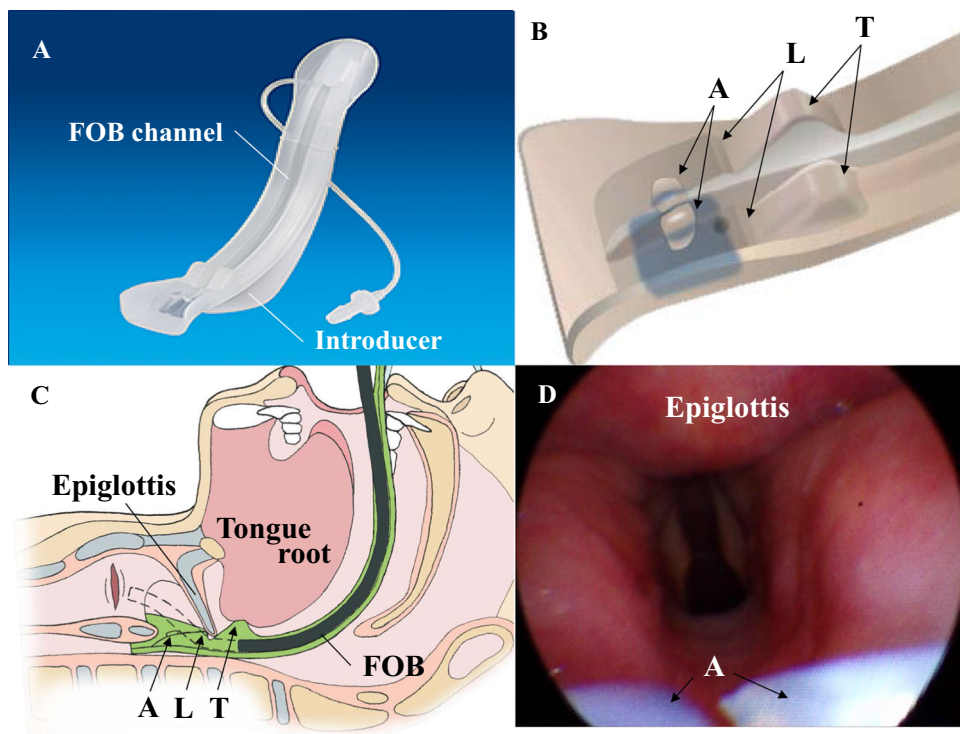 A
FOB channel
Introducer
B
A
L
T
C
Epiglottis
Tongue
root
FOB
A L T
D
Epiglottis
A